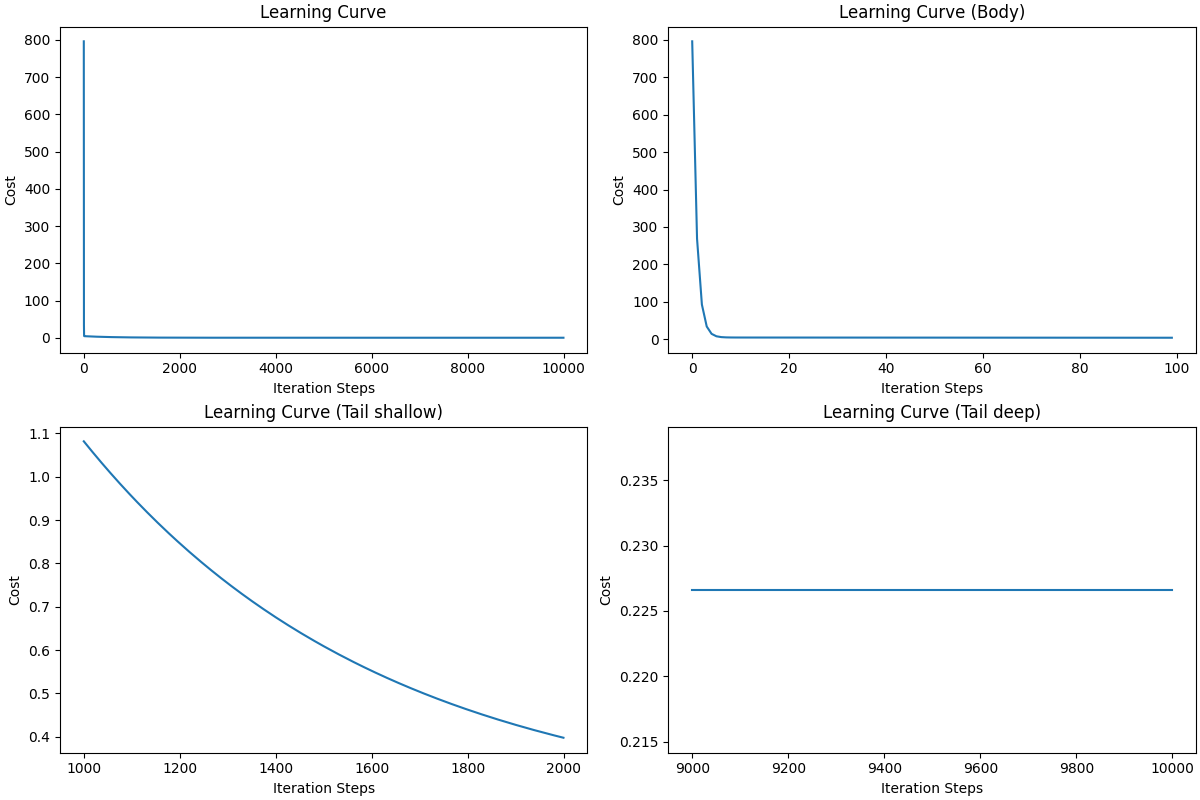 Learning Curve
800
700
600
500
400
300
200
100
0
Cost
0 2000 4000 6000 8000 10000
Iteration Steps
Learning Curve (Body)
800
700
600
500
400
300
200
100
0
Cost
0 20 40 60 80 100
Iteration Steps
Learning Curve (Tail shallow)
1.1
1.0
0.9
0.8
0.7
0.6
0.5
0.4
Cost
1000 1200 1400 1600 1800 2000
Iteration Steps
Learning Curve (Tail deep)
0.235
0.230
0.225
0.220
0.215
Cost
9000 9200 9400 9600 9800 10000
Iteration Steps